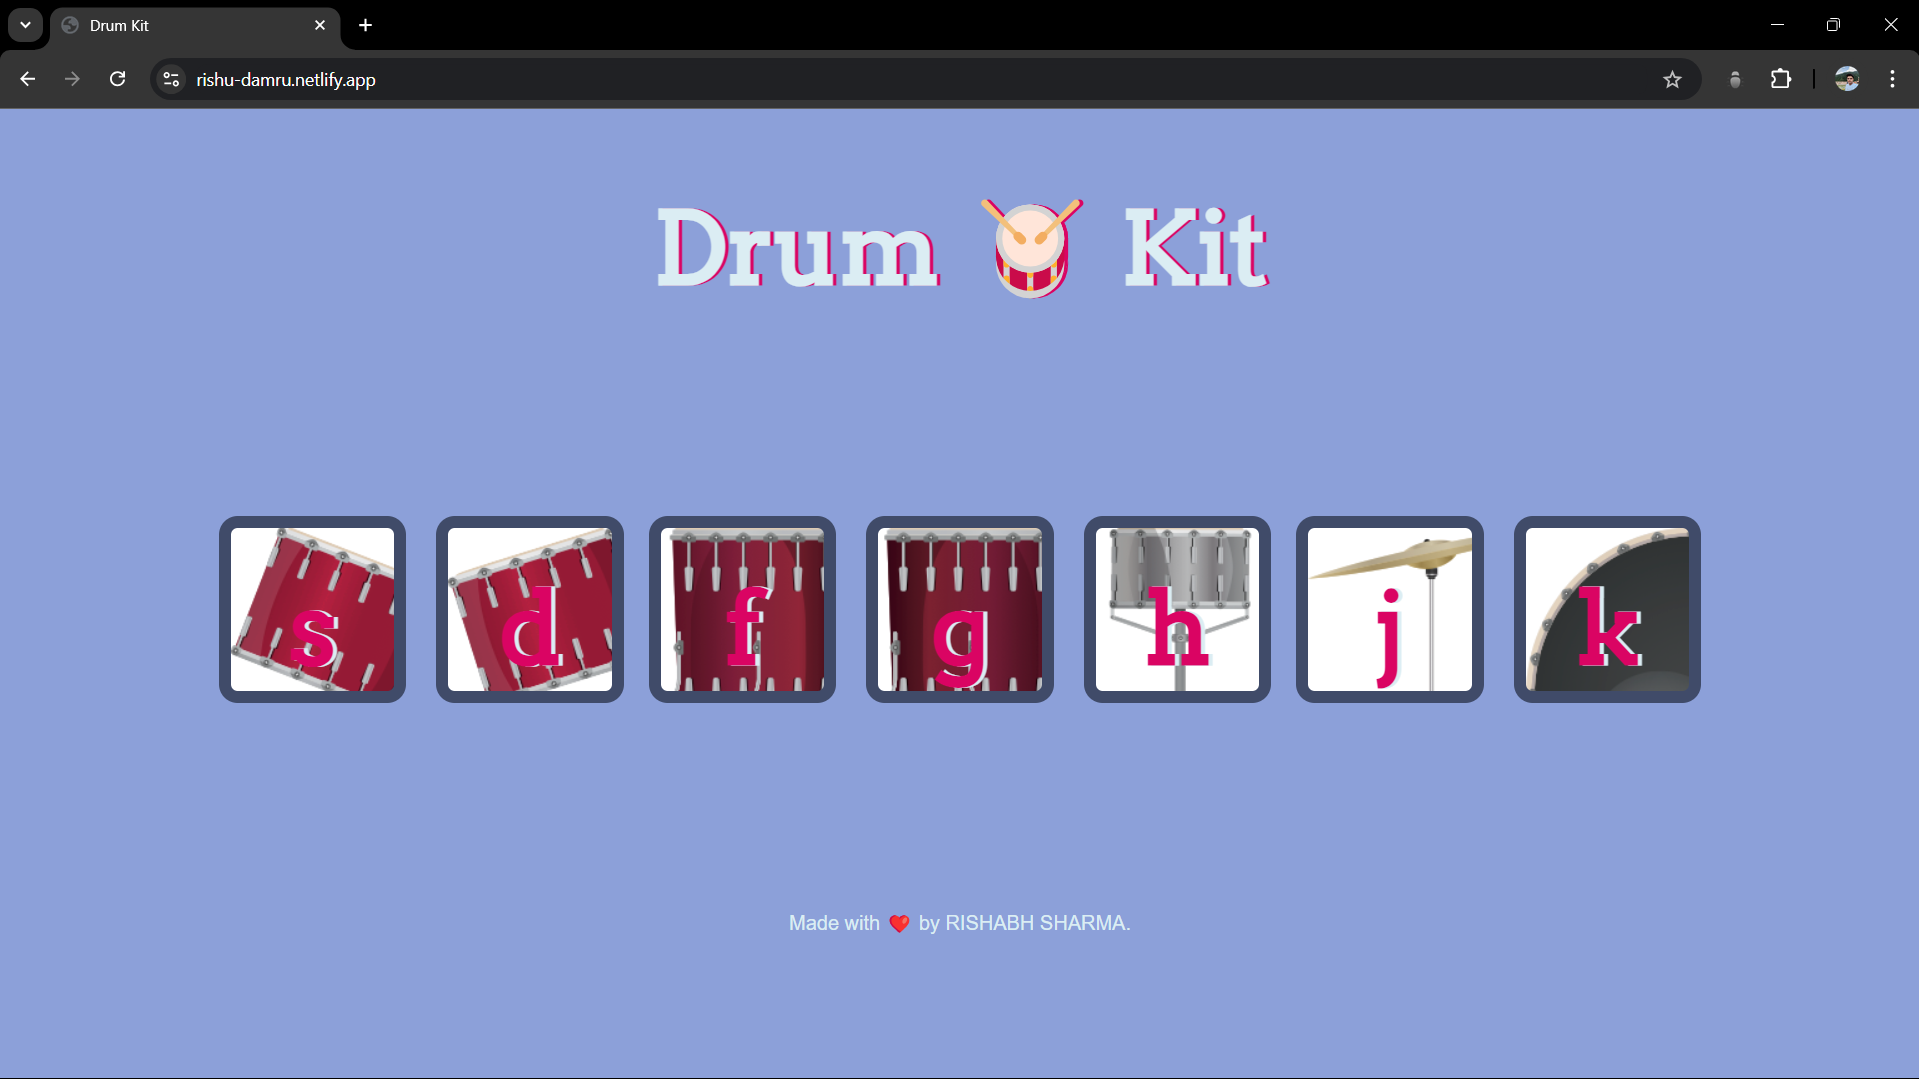 Drum Kit
rishu-damru.netlify.app
Drum 🥁 Kit
s d f g h j k
Made with ❤️ by RISHABH SHARMA.